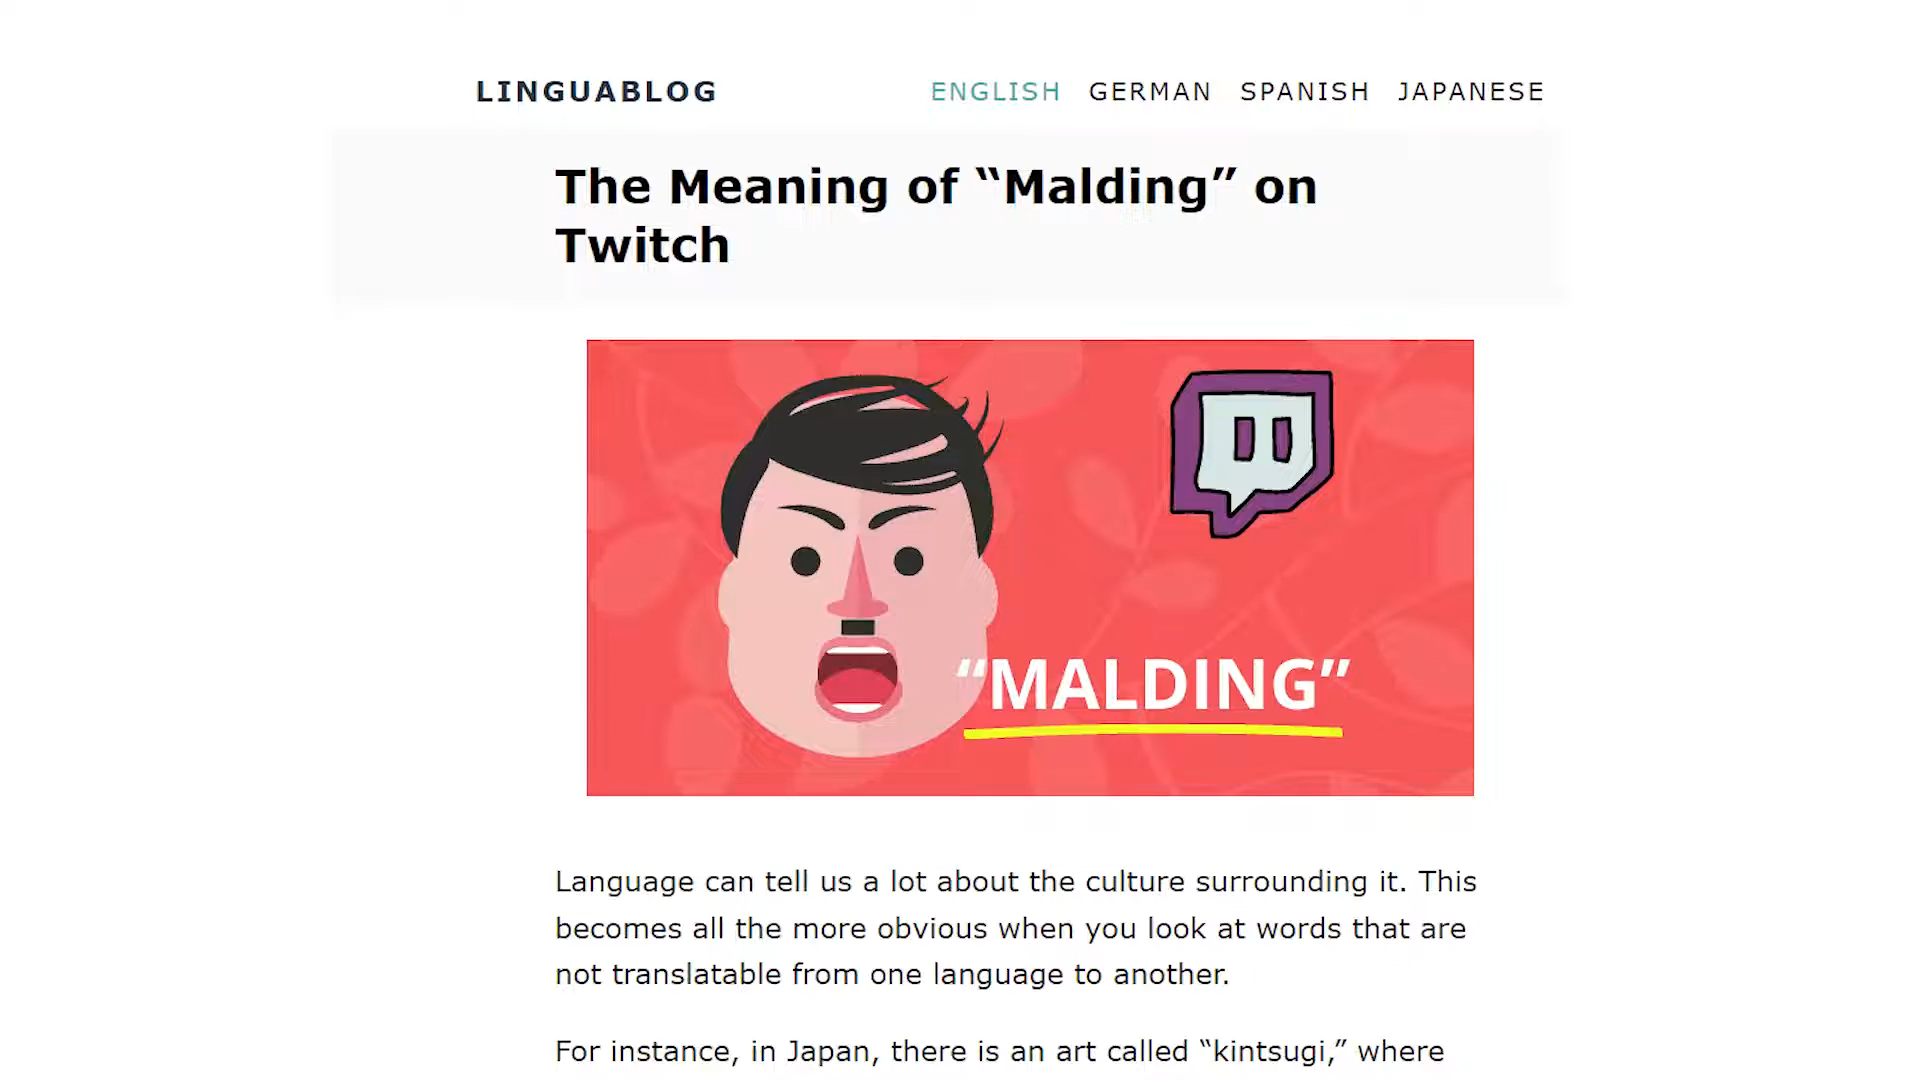 LINGUABLOG
ENGLISH GERMAN SPANISH JAPANESE
The Meaning of “Malding” on
Twitch
“MALDING”
Language can tell us a lot about the culture surrounding it. This
becomes all the more obvious when you look at words that are
not translatable from one language to another.
For instance, in Japan, there is an art called “kintsugi,” where